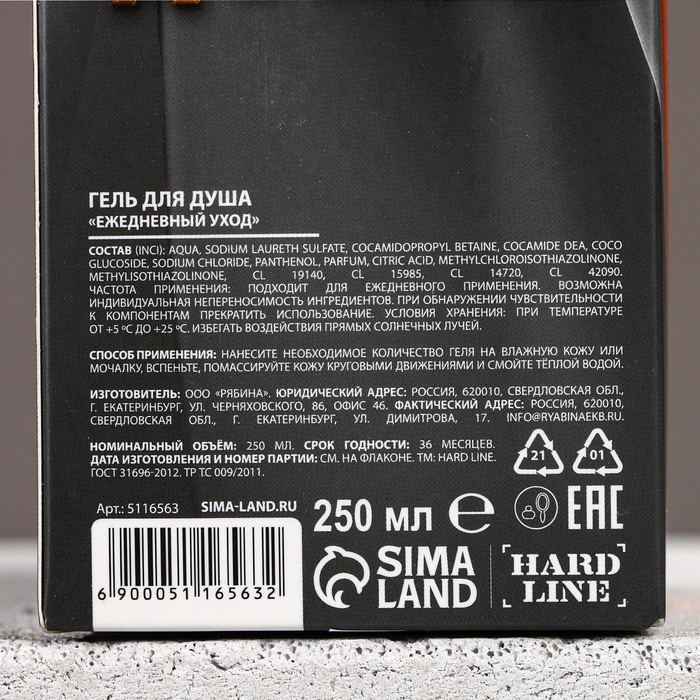 ГЕЛЬ ДЛЯ ДУША
«ЕЖЕДНЕВНЫЙ УХОД»
СОСТАВ (INCI): AQUA, SODIUM LAURETH SULFATE, COCAMIDOPROPYL BETAINE, COCAMIDE DEA, COCO
GLUCOSIDE, SODIUM CHLORIDE, PANTHENOL, PARFUM, CITRIC ACID, METHYLCHLOROISOTHIAZOLINONE,
METHYLISOTHIAZOLINONE, CL 19140, CL 15985, CL 14720, CL 42090.
ЧАСТОТА ПРИМЕНЕНИЯ: ПОДХОДИТ ДЛЯ ЕЖЕДНЕВНОГО ПРИМЕНЕНИЯ. ВОЗМОЖНА
ИНДИВИДУАЛЬНАЯ НЕПЕРЕНОСИМОСТЬ ИНГРЕДИЕНТОВ. ПРИ ОБНАРУЖЕНИИ ЧУВСТВИТЕЛЬНОСТИ
К КОМПОНЕНТАМ ПРЕКРАТИТЬ ИСПОЛЬЗОВАНИЕ. УСЛОВИЯ ХРАНЕНИЯ: ПРИ ТЕМПЕРАТУРЕ
ОТ +5 ºС ДО +25 ºС. ИЗБЕГАТЬ ВОЗДЕЙСТВИЯ ПРЯМЫХ СОЛНЕЧНЫХ ЛУЧЕЙ.
СПОСОБ ПРИМЕНЕНИЯ: НАНЕСИТЕ НЕОБХОДИМОЕ КОЛИЧЕСТВО ГЕЛЯ НА ВЛАЖНУЮ КОЖУ ИЛИ
МОЧАЛКУ, ВСПЕНЬТЕ, ПОМАССИРУЙТЕ КОЖУ КРУГОВЫМИ ДВИЖЕНИЯМИ И СМОЙТЕ ТЁПЛОЙ ВОДОЙ.
ИЗГОТОВИТЕЛЬ: ООО «РЯБИНА». ЮРИДИЧЕСКИЙ АДРЕС: РОССИЯ, 620010, СВЕРДЛОВСКАЯ ОБЛ.,
Г. ЕКАТЕРИНБУРГ, УЛ. ЧЕРНЯХОВСКОГО, 86, ОФИС 46. ФАКТИЧЕСКИЙ АДРЕС: РОССИЯ, 620010,
СВЕРДЛОВСКАЯ ОБЛ., Г. ЕКАТЕРИНБУРГ, УЛ. ДИМИТРОВА, 17. INFO@RYABINAEKB.RU
НОМИНАЛЬНЫЙ ОБЪЁМ: 250 МЛ. СРОК ГОДНОСТИ: 36 МЕСЯЦЕВ.
ДАТА ИЗГОТОВЛЕНИЯ И НОМЕР ПАРТИИ: СМ. НА ФЛАКОНЕ. ТМ: HARD LINE.
ГОСТ 31696-2012. ТР ТС 009/2011.
21 01
Арт.: 5116563 SIMA-LAND.RU
250 мл ℮ EAC
SIMA
LAND
HARD
LINE
6 900051 165632